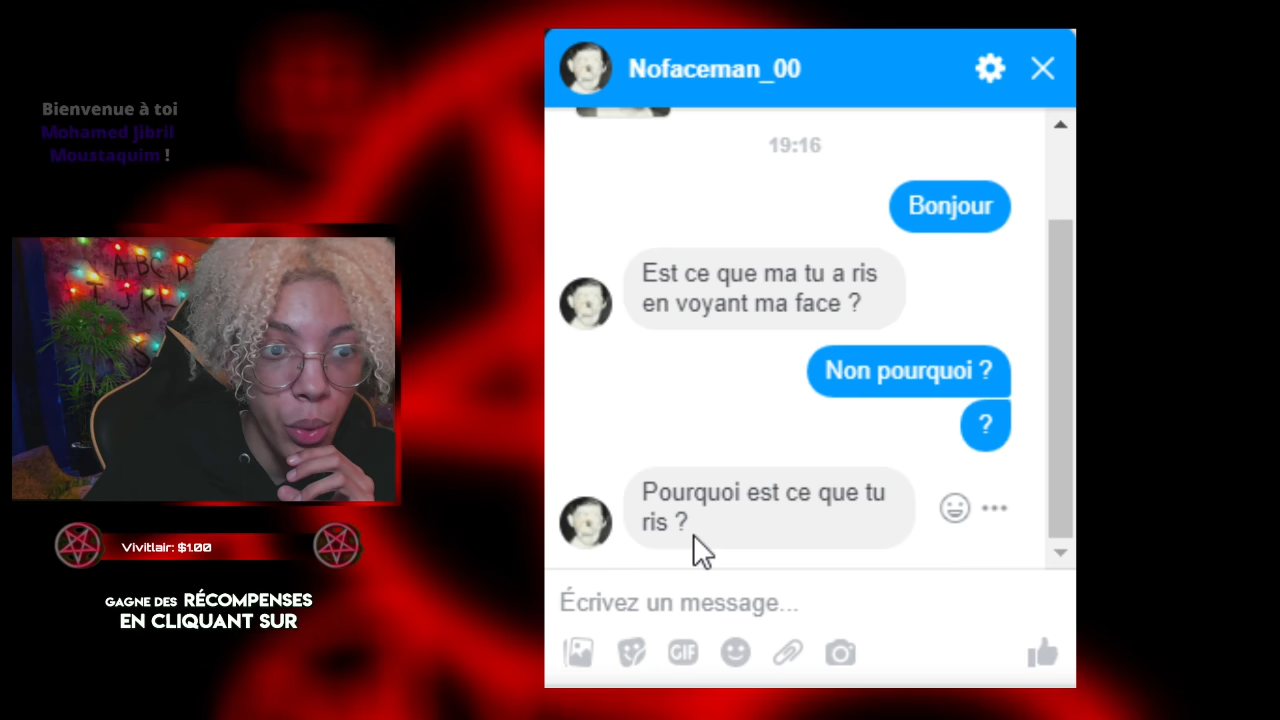 Bienvenue à toi
Mohamed Jibril
Moustaquim !
A B C D
J K L
Vivitlair: $1.00
GAGNE DES RÉCOMPENSES
EN CLIQUANT SUR
Nofaceman_00
19:16
Bonjour
Est ce que ma tu a ris
en voyant ma face ?
Non pourquoi ?
?
Pourquoi est ce que tu
ris ?
Écrivez un message...
GIF